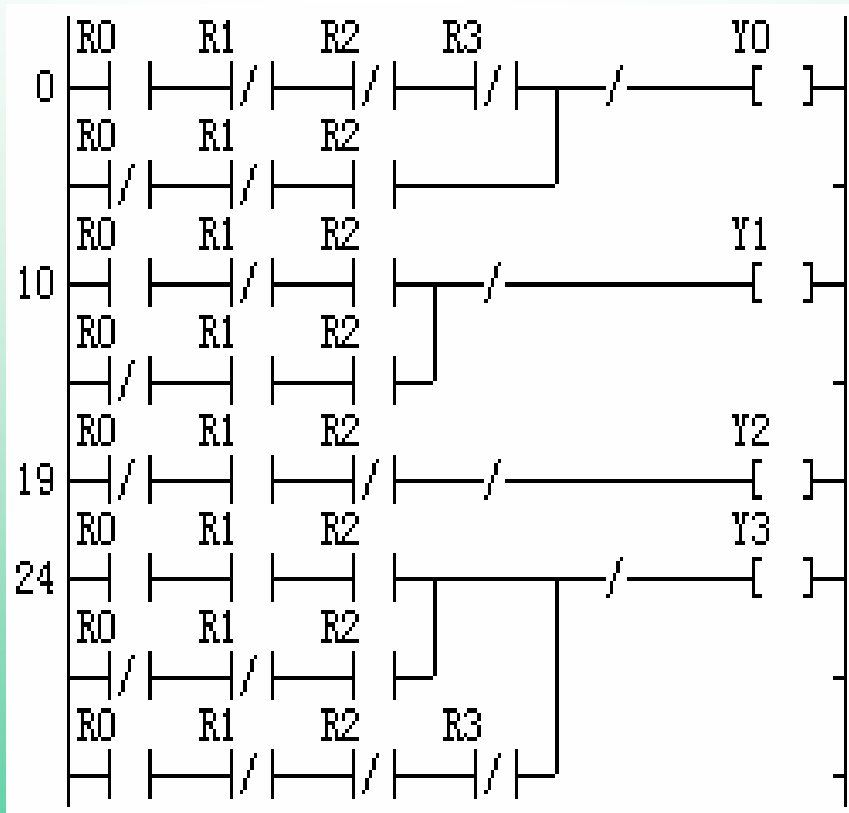 R0 R1 R2 R3 Y0
0
R0 R1 R2
R0 R1 R2 Y1
10
R0 R1 R2
R0 R1 R2 Y2
19
R0 R1 R2 Y3
24
R0 R1 R2
R0 R1 R2 R3